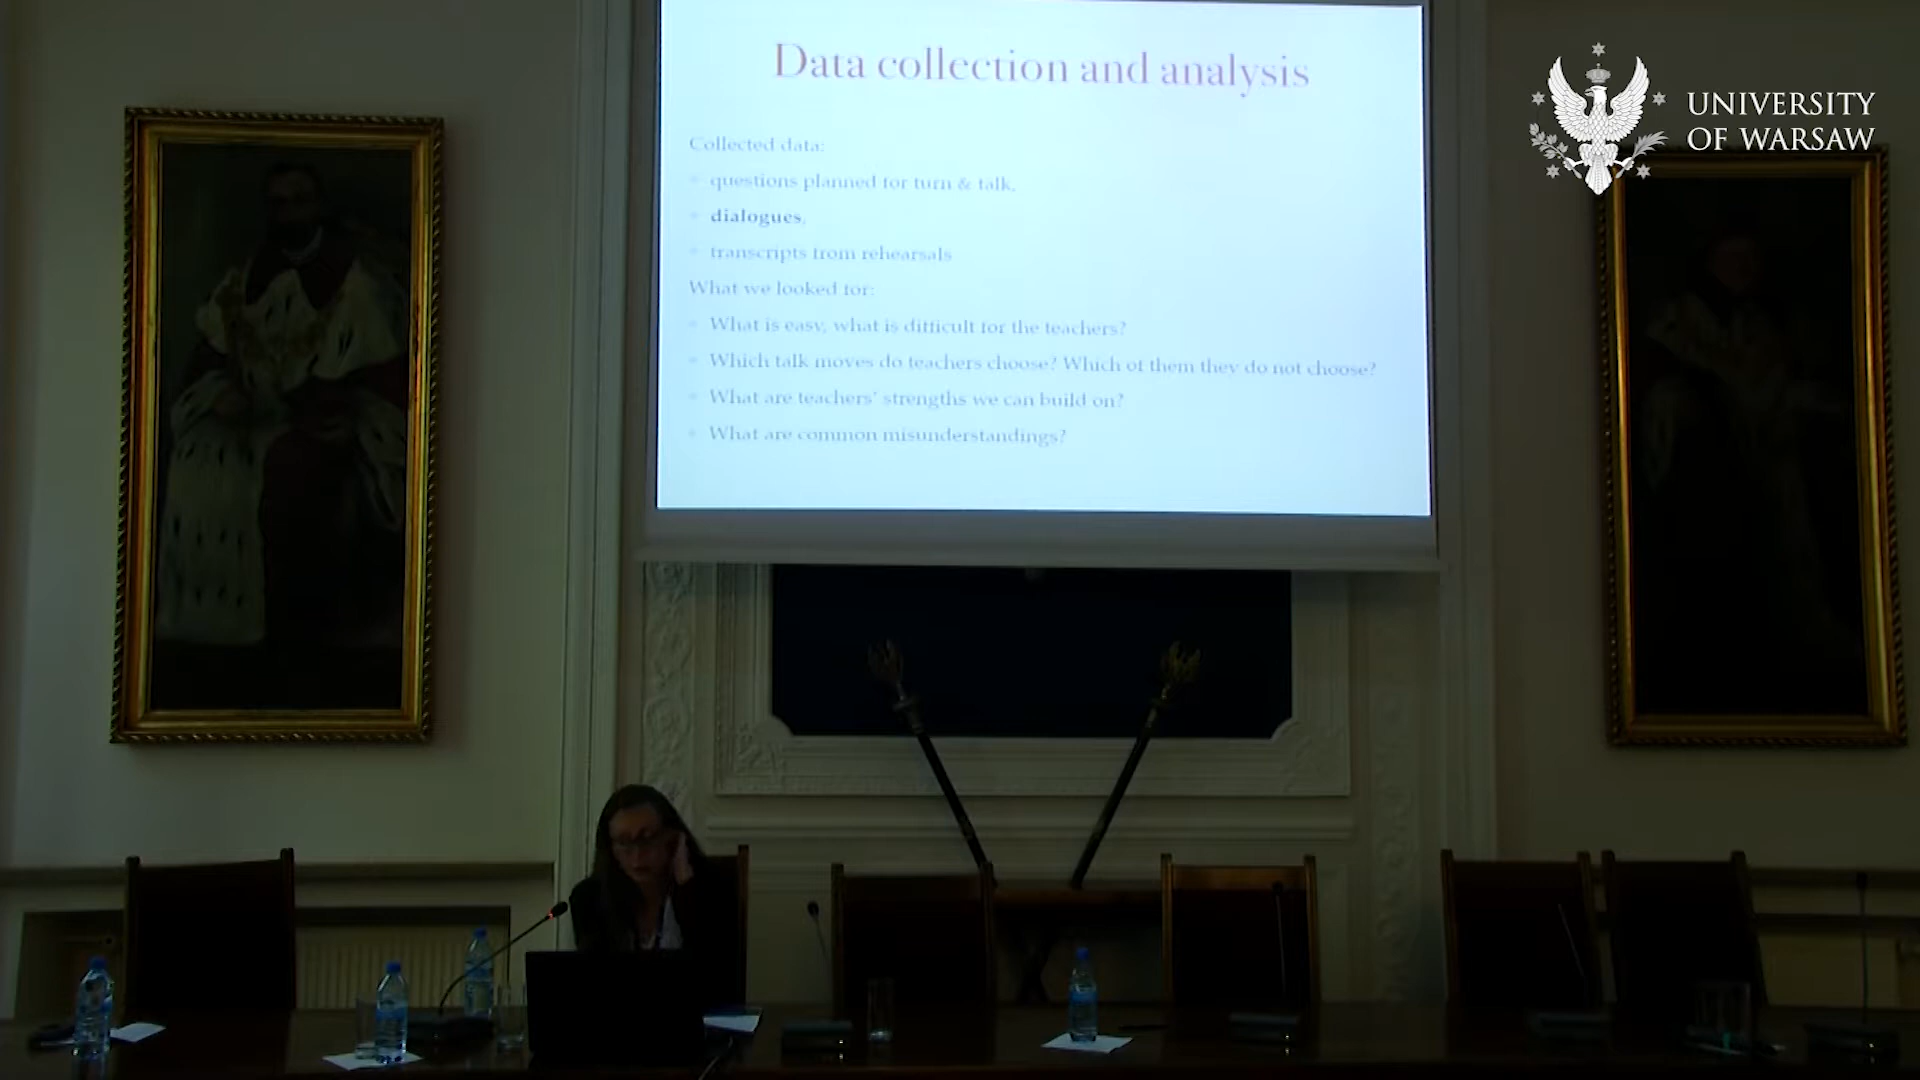 Data collection and analysis
Collected data:
questions planned for turn & talk,
dialogues,
transcripts from rehearsals
What we looked for:
What is easy, what is difficult for the teachers?
Which talk moves do teachers choose? Which of them they do not choose?
What are teachers' strengths we can build on?
What are common misunderstandings?
UNIVERSITY
OF WARSAW